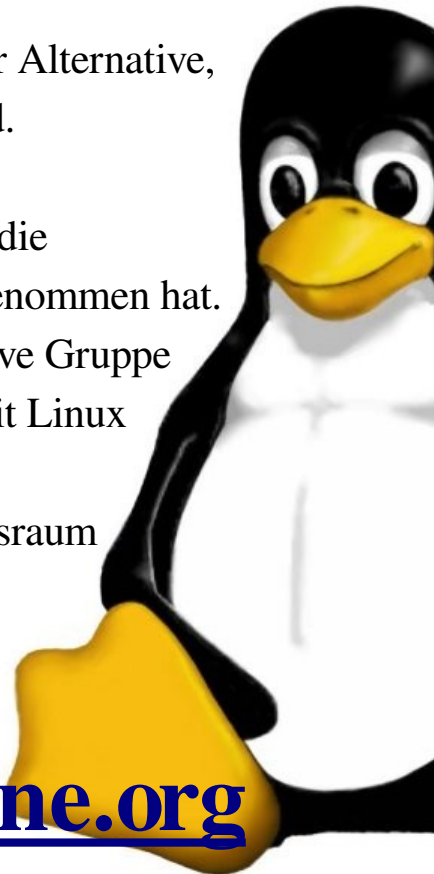 r Alternative,
d.
die
enommen hat.
ve Gruppe
it Linux
sraum
ne.org